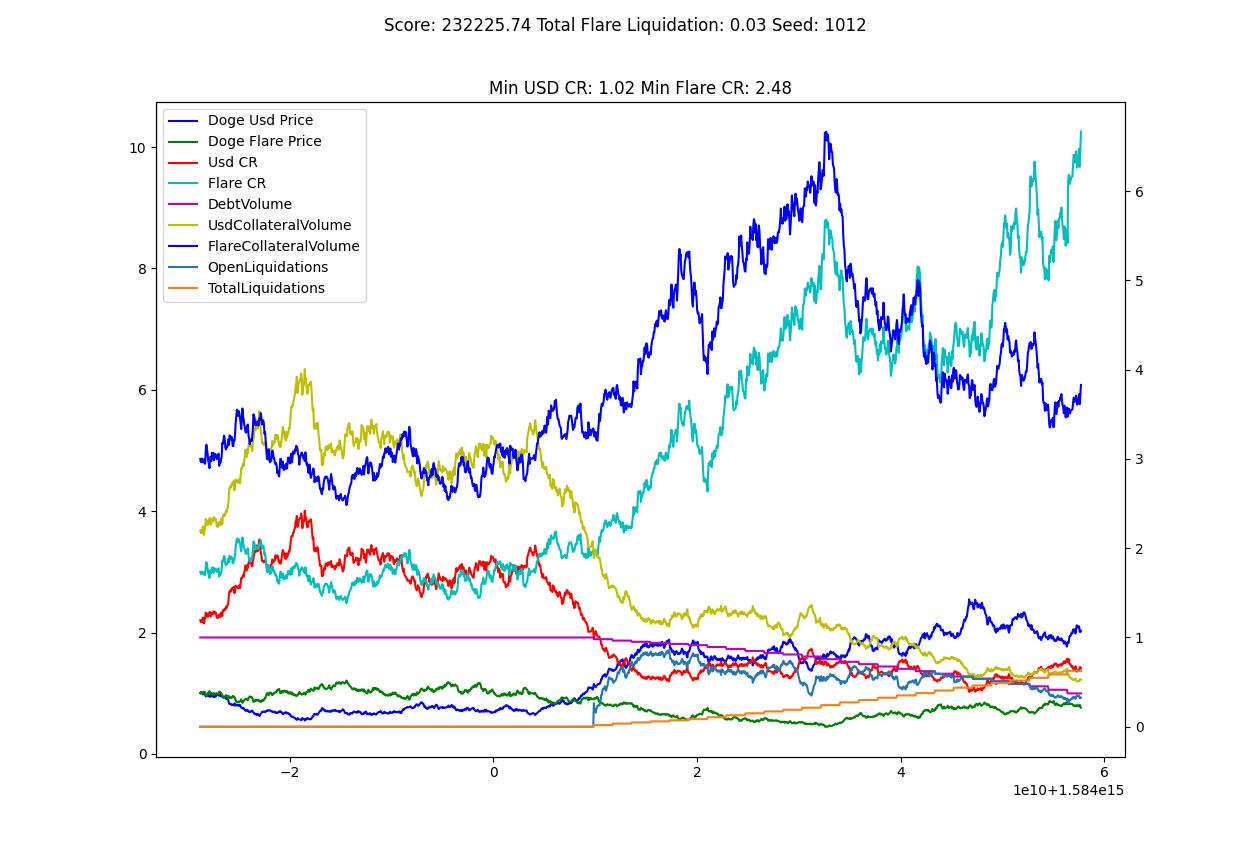 Score: 232225.74 Total Flare Liquidation: 0.03 Seed: 1012
Min USD CR: 1.02 Min Flare CR: 2.48
Doge Usd Price
Doge Flare Price
Usd CR
Flare CR
DebtVolume
UsdCollateralVolume
FlareCollateralVolume
OpenLiquidations
TotalLiquidations
10
8
6
4
2
0
6
5
4
3
2
1
0
−2 0 2 4 6
1e10+1.584e15